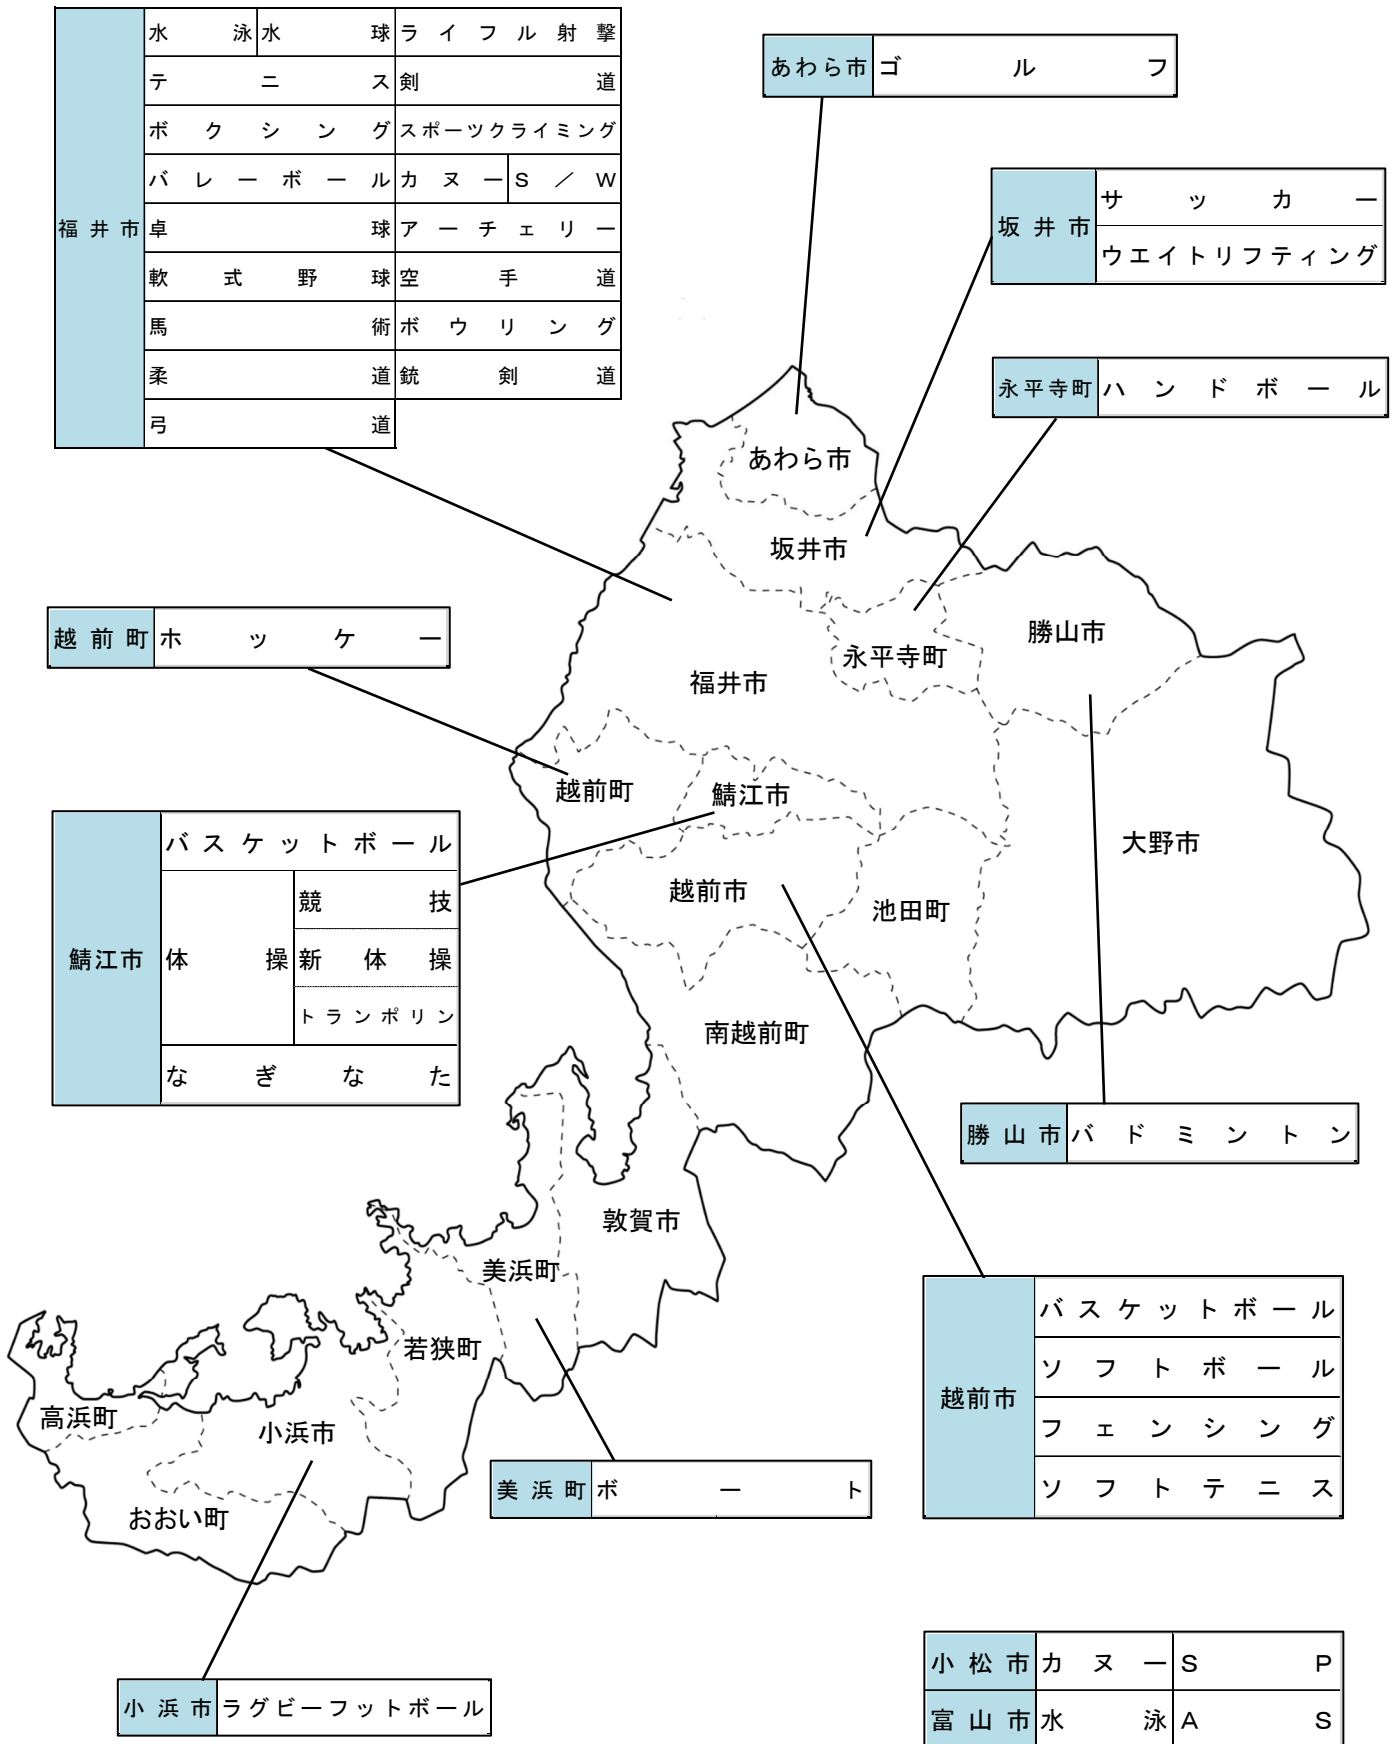 福井市
水泳 水球 ライフル射撃
テニス 剣道
ボクシング スポーツクライミング
バレーボール カヌー S／W
卓球 アーチェリー
軟式野球 空手道
馬術 ボウリング
柔道 銃剣道
弓道
あわら市 ゴルフ
坂井市
サッカー
ウエイトリフティング
永平寺町 ハンドボール
あわら市
坂井市
永平寺町
勝山市
福井市
越前町 ホッケー
越前町
鯖江市
大野市
越前市
池田町
南越前町
鯖江市
バスケットボール
体操
競技
新体操
トランポリン
なぎなた
勝山市 バドミントン
敦賀市
美浜町
若狭町
高浜町
小浜市
おおい町
越前市
バスケットボール
ソフトボール
フェンシング
ソフトテニス
美浜町 ボート
小浜市 ラグビーフットボール
小松市 カヌー SP
富山市 水泳 AS